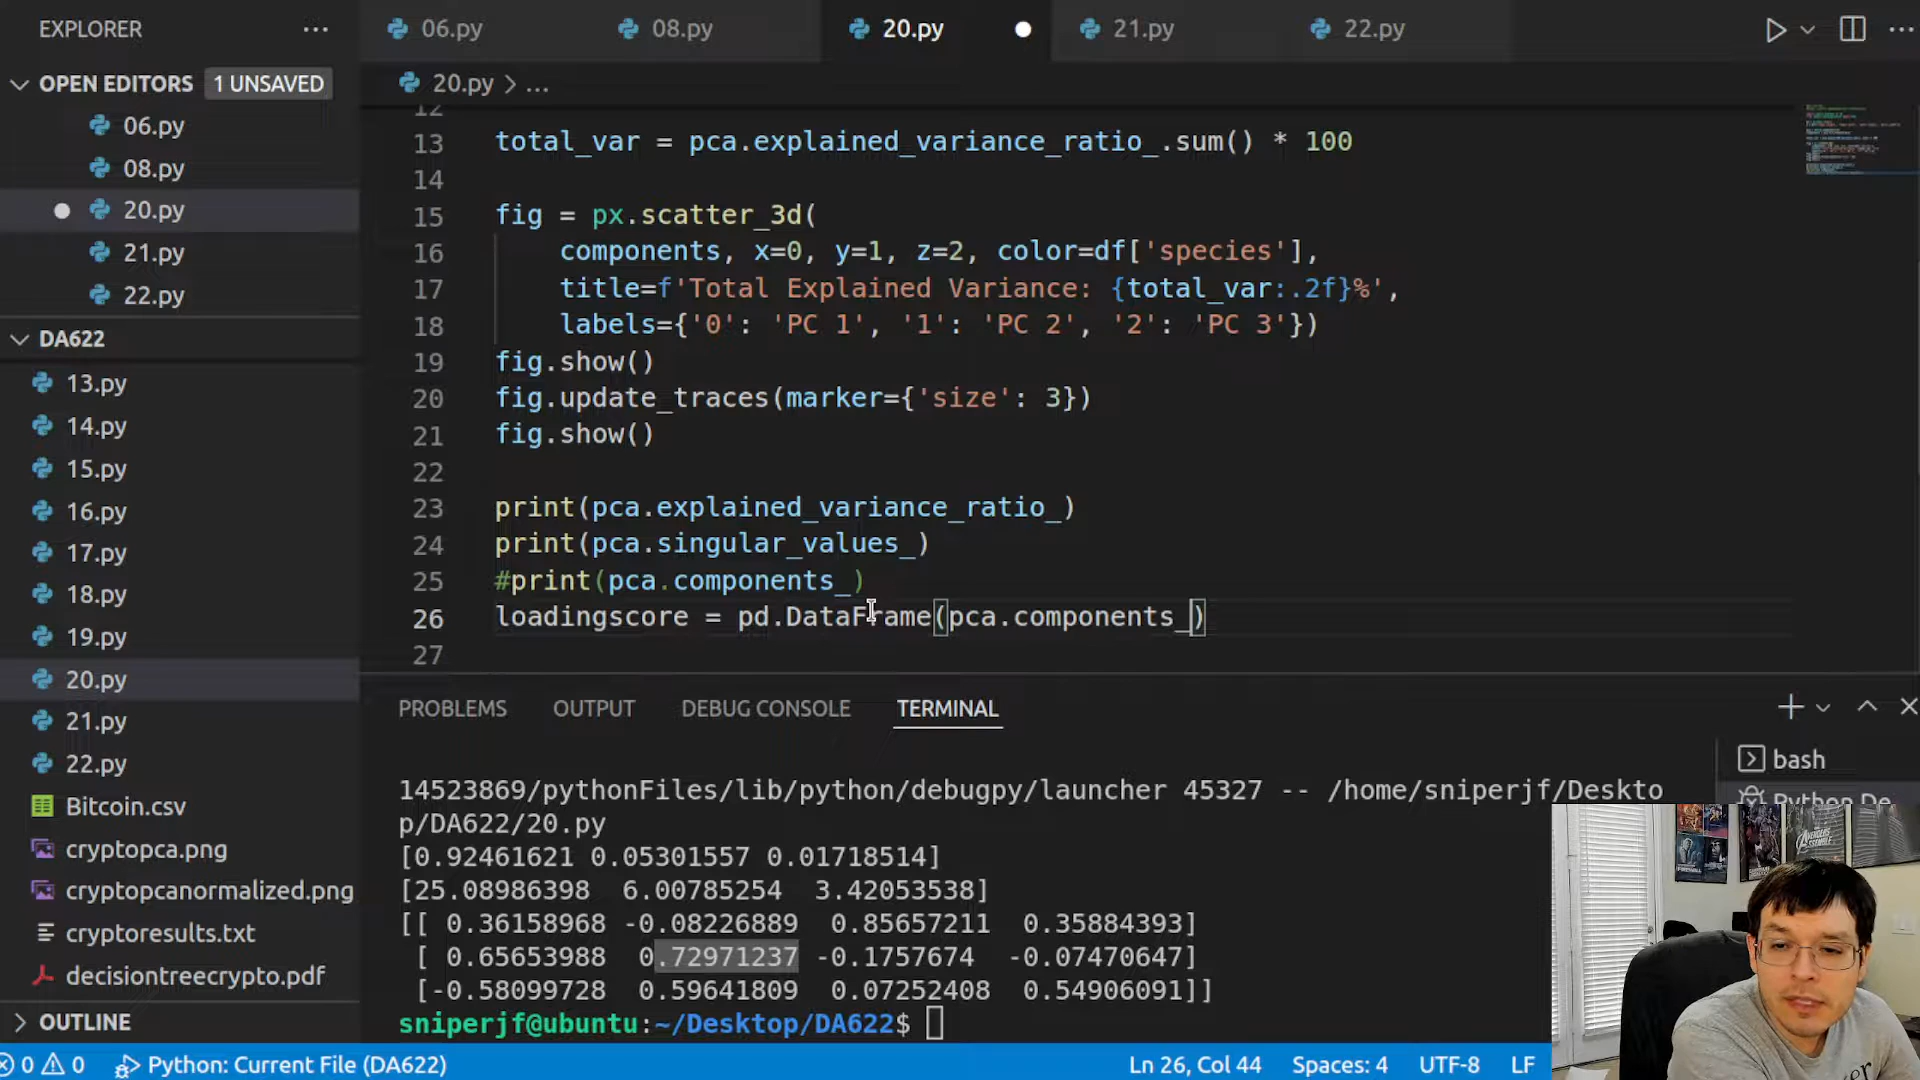 EXPLORER
06.py
08.py
20.py
21.py
22.py
OPEN EDITORS
1 UNSAVED
20.py > ...
06.py
08.py
20.py
21.py
22.py
DA622
13.py
14.py
15.py
16.py
17.py
18.py
19.py
20.py
21.py
22.py
Bitcoin.csv
cryptopca.png
cryptopcanormalized.png
cryptoresults.txt
decisiontreecrypto.pdf
OUTLINE
12
13 total_var = pca.explained_variance_ratio_.sum() * 100
14
15 fig = px.scatter_3d(
16 components, x=0, y=1, z=2, color=df['species'],
17 title=f'Total Explained Variance: {total_var:.2f}%',
18 labels={'0': 'PC 1', '1': 'PC 2', '2': 'PC 3'})
19 fig.show()
20 fig.update_traces(marker={'size': 3})
21 fig.show()
22
23 print(pca.explained_variance_ratio_)
24 print(pca.singular_values_)
25 #print(pca.components_)
26 loadingscore = pd.DataFrame(pca.components_)
27
PROBLEMS OUTPUT DEBUG CONSOLE TERMINAL
14523869/pythonFiles/lib/python/debugpy/launcher 45327 -- /home/sniperjf/Deskto
p/DA622/20.py
[0.92461621 0.05301557 0.01718514]
[25.08986398 6.00785254 3.42053538]
[[ 0.36158968 -0.08226889 0.85657211 0.35884393]
[ 0.65653988 0.72971237 -0.1757674 -0.07470647]
[-0.58099728 0.59641809 0.07252408 0.54906091]]
sniperjf@ubuntu:~/Desktop/DA622$
bash
Python De
0 0 Python: Current File (DA622)
Ln 26, Col 44 Spaces: 4 UTF-8 LF